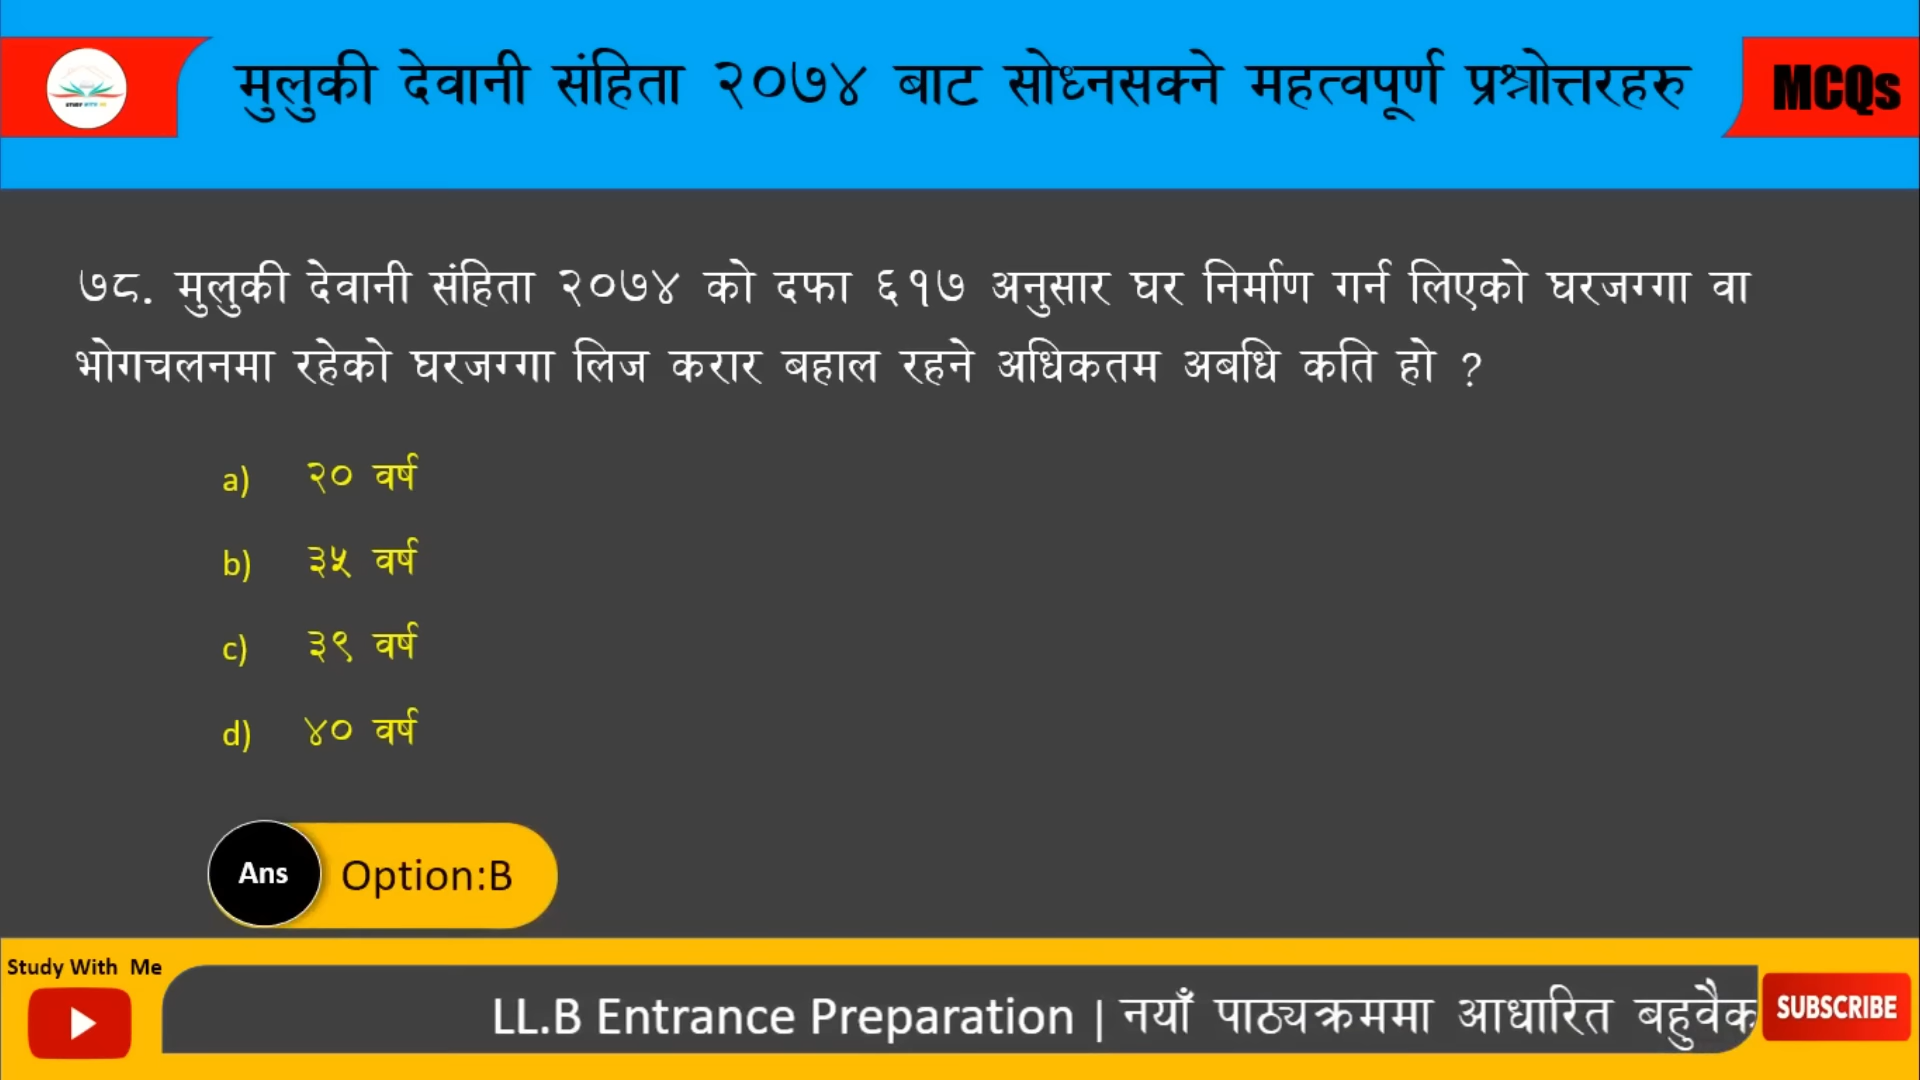 मुलुकी देवानी संहिता २०७४ बाट सोध्नसक्ने महत्वपूर्ण प्रश्नोत्तरहरु
MCQs
७८. मुलुकी देवानी संहिता २०७४ को दफा ६१७ अनुसार घर निर्माण गर्न लिएको घरजग्गा वा
भोगचलनमा रहेको घरजग्गा लिज करार बहाल रहने अधिकतम अबधि कति हो ?
a) २० वर्ष
b) ३५ वर्ष
c) ३९ वर्ष
d) ४० वर्ष
Ans Option:B
Study With Me
LL.B Entrance Preparation | नयाँ पाठ्यक्रममा आधारित
SUBSCRIBE